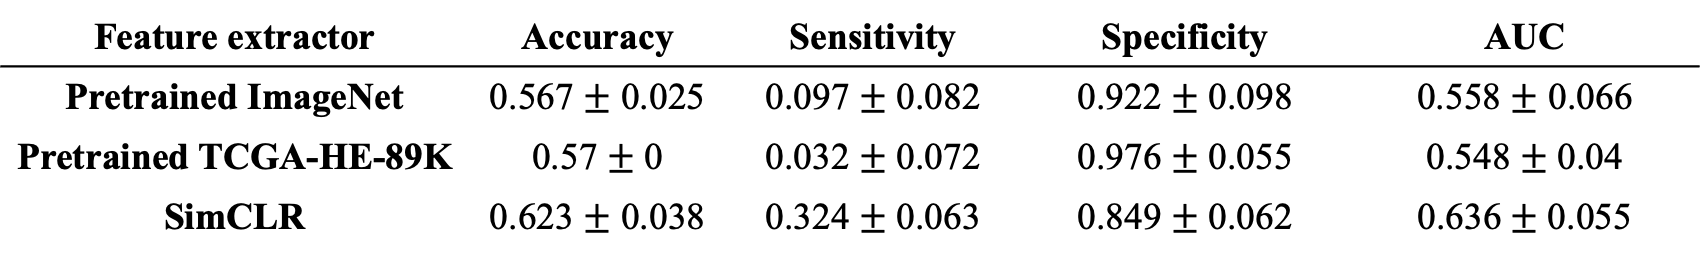 Feature extractor Accuracy Sensitivity Specificity AUC
Pretrained ImageNet 0.567 ± 0.025 0.097 ± 0.082 0.922 ± 0.098 0.558 ± 0.066
Pretrained TCGA-HE-89K 0.57 ± 0 0.032 ± 0.072 0.976 ± 0.055 0.548 ± 0.04
SimCLR 0.623 ± 0.038 0.324 ± 0.063 0.849 ± 0.062 0.636 ± 0.055